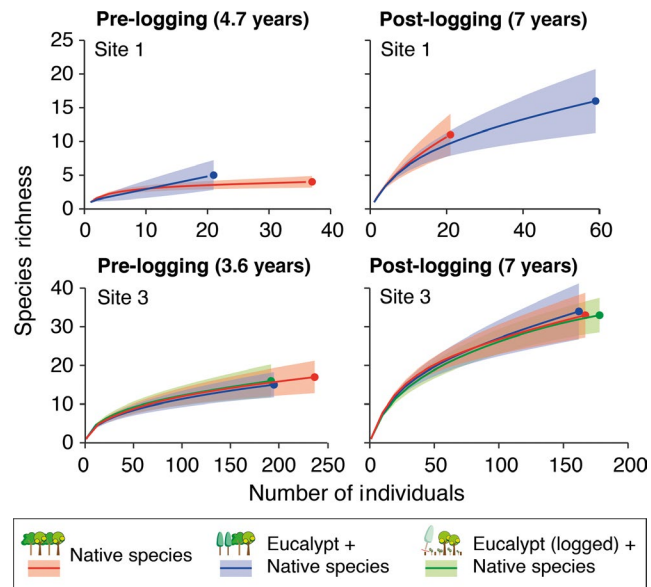 Pre-logging (4.7 years)
Post-logging (7 years)
Site 1
Site 1
25
20
15
10
5
0
0 10 20 30 40
0 20 40 60
Species richness
Pre-logging (3.6 years)
Post-logging (7 years)
Site 3
Site 3
40
30
20
10
0
0 50 100 150 200 250
0 50 100 150 200
Number of individuals
Native species
Eucalypt +
Native species
Eucalypt (logged) +
Native species